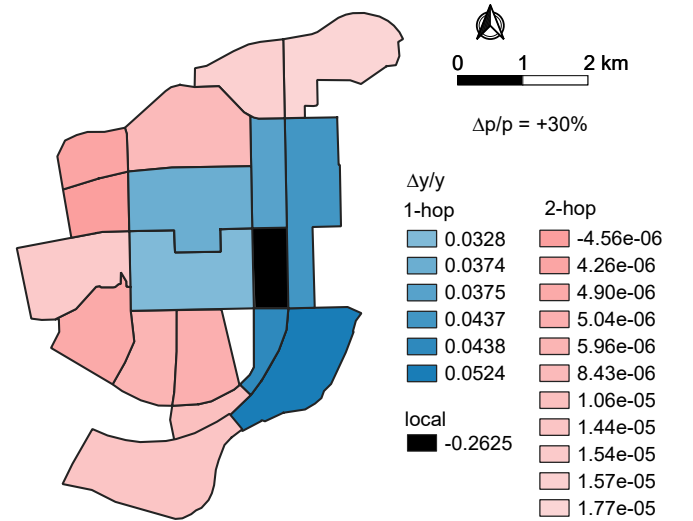 0 1 2 km
Δp/p = +30%
Δy/y
1-hop
0.0328
0.0374
0.0375
0.0437
0.0438
0.0524
local
-0.2625
2-hop
-4.56e-06
4.26e-06
4.90e-06
5.04e-06
5.96e-06
8.43e-06
1.06e-05
1.44e-05
1.54e-05
1.57e-05
1.77e-05